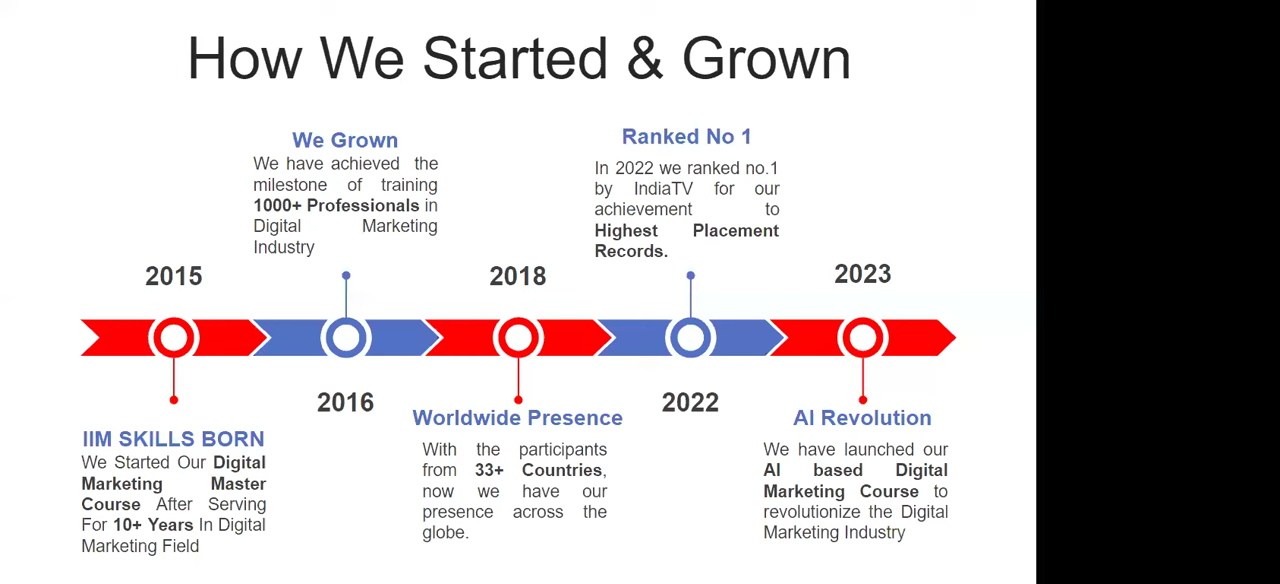 How We Started & Grown
We Grown
We have achieved the
milestone of training
1000+ Professionals in
Digital Marketing
Industry
Ranked No 1
In 2022 we ranked no.1
by IndiaTV for our
achievement to
Highest Placement
Records.
2015
2018
2023
2016
2022
IIM SKILLS BORN
We Started Our Digital
Marketing Master
Course After Serving
For 10+ Years In Digital
Marketing Field
Worldwide Presence
With the participants
from 33+ Countries,
now we have our
presence across the
globe.
AI Revolution
We have launched our
AI based Digital
Marketing Course to
revolutionize the Digital
Marketing Industry